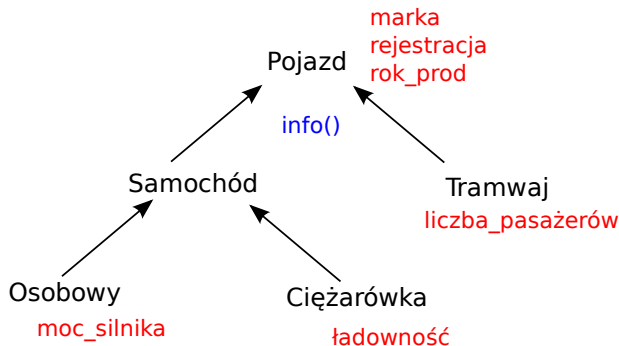 marka
rejestracja
rok_prod
Pojazd
info()
Samochód
Tramwaj
liczba_pasażerów
Osobowy
moc_silnika
Ciężarówka
ładowność